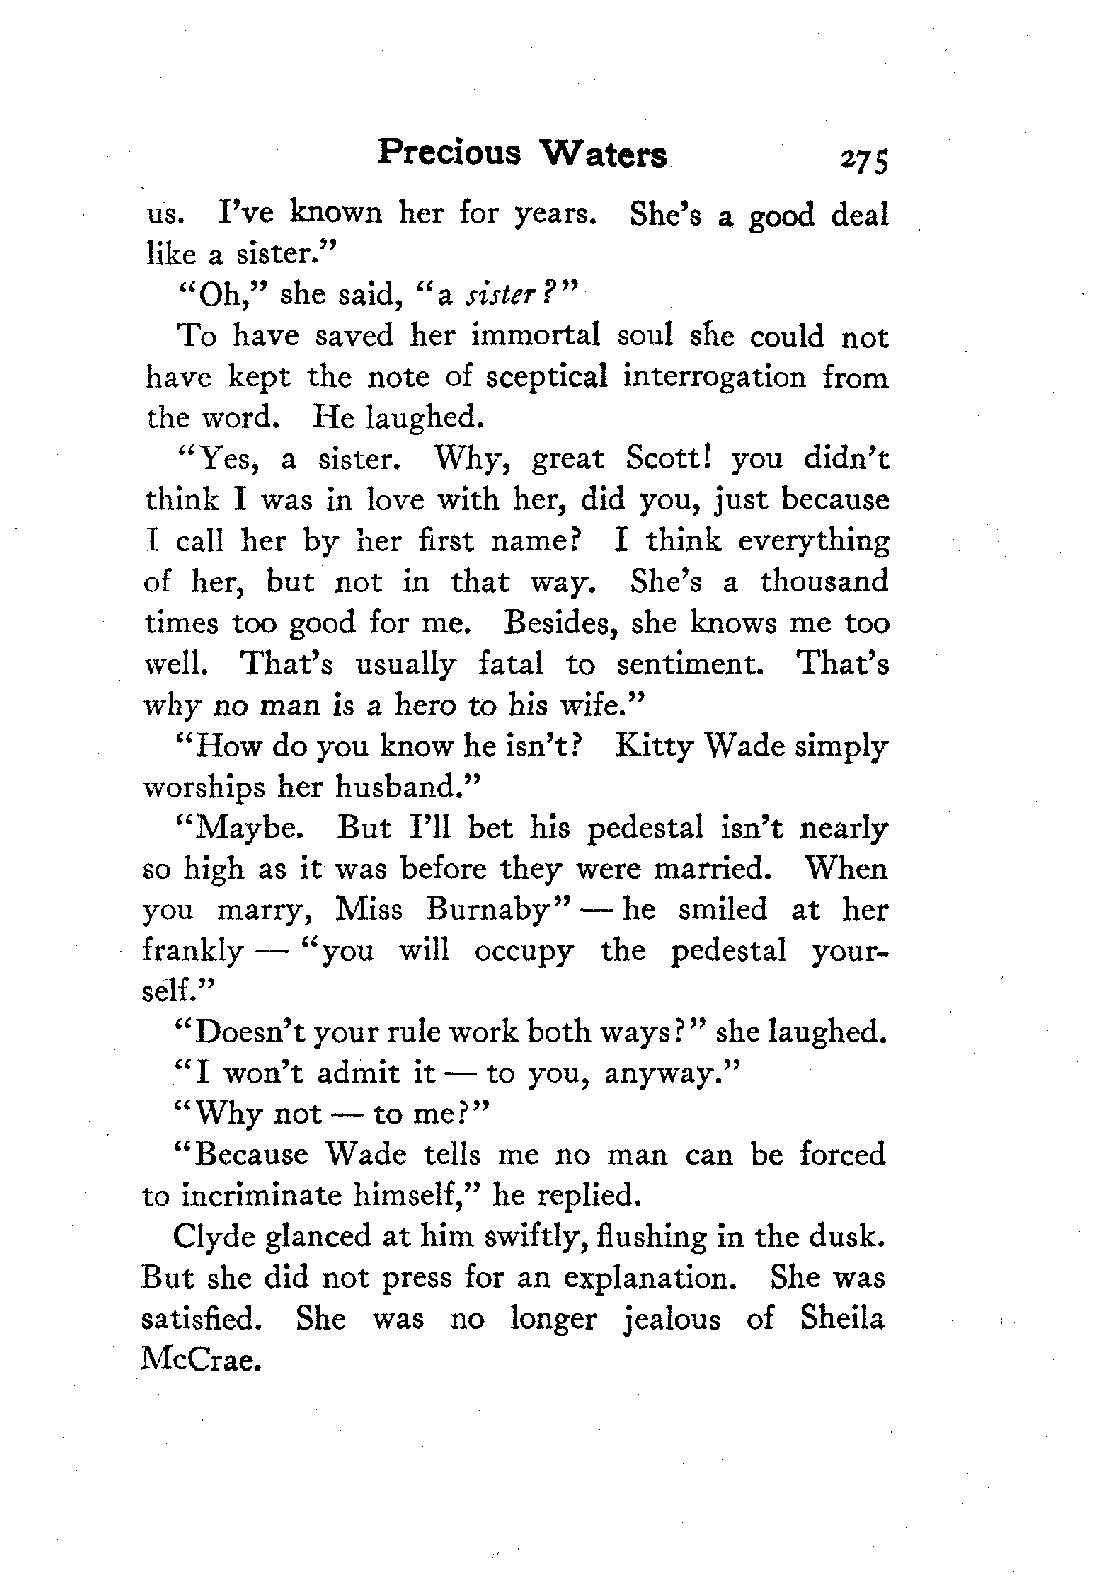 Precious Waters 275
us. I've known her for years. She's a good deal
like a sister."
"Oh," she said, "a sister?"
To have saved her immortal soul she could not
have kept the note of sceptical interrogation from
the word. He laughed.
"Yes, a sister. Why, great Scott! you didn't
think I was in love with her, did you, just because
I call her by her first name? I think everything
of her, but not in that way. She's a thousand
times too good for me. Besides, she knows me too
well. That's usually fatal to sentiment. That's
why no man is a hero to his wife."
"How do you know he isn't? Kitty Wade simply
worships her husband."
"Maybe. But I'll bet his pedestal isn't nearly
so high as it was before they were married. When
you marry, Miss Burnaby" — he smiled at her
frankly — "you will occupy the pedestal your-
self."
"Doesn't your rule work both ways?" she laughed.
"I won't admit it — to you, anyway."
"Why not — to me?"
"Because Wade tells me no man can be forced
to incriminate himself," he replied.
Clyde glanced at him swiftly, flushing in the dusk.
But she did not press for an explanation. She was
satisfied. She was no longer jealous of Sheila
McCrae.